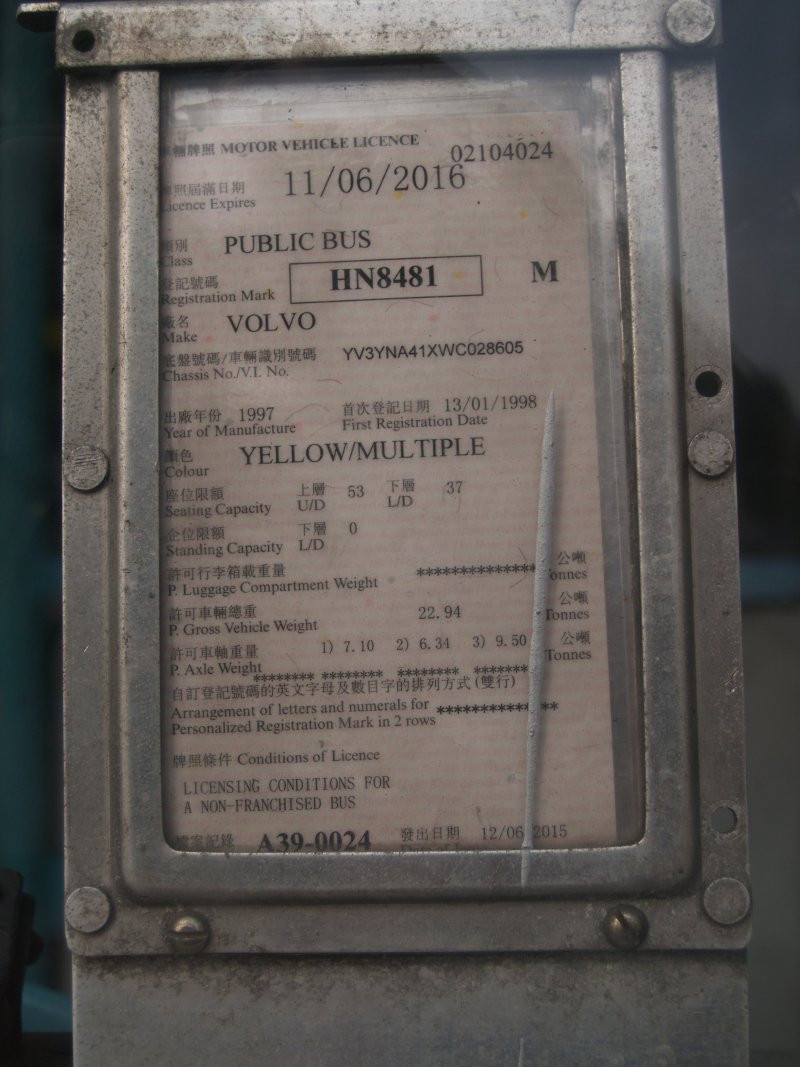 車輛牌照 MOTOR VEHICLE LICENCE 02104024
牌照屆滿日期 11/06/2016
Licence Expires
類別 PUBLIC BUS
Class
登記號碼 HN8481 M
Registration Mark
廠名 VOLVO
Make
底盤號碼/車輛識別號碼 YV3YNA41XWC028605
Chassis No./V.I. No.
出廠年份 1997 首次登記日期 13/01/1998
Year of Manufacture First Registration Date
顏色 YELLOW/MULTIPLE
Colour
座位限額 上層 53 下層 37
Seating Capacity U/D L/D
企位限額 下層 0
Standing Capacity L/D
許可行李箱載重量 ************** 公噸
P. Luggage Compartment Weight Tonnes
許可車輛總重 22.94 公噸
P. Gross Vehicle Weight Tonnes
許可車軸重量 1) 7.10 2) 6.34 3) 9.50 公噸
P. Axle Weight ******** ******** ******** ******* Tonnes
自訂登記號碼的英文字母及數目字的排列方式(雙行)
Arrangement of letters and numerals for **************
Personalized Registration Mark in 2 rows
牌照條件 Conditions of Licence
LICENSING CONDITIONS FOR
A NON-FRANCHISED BUS
檔案記錄 A39-0024 發出日期 12/06/2015